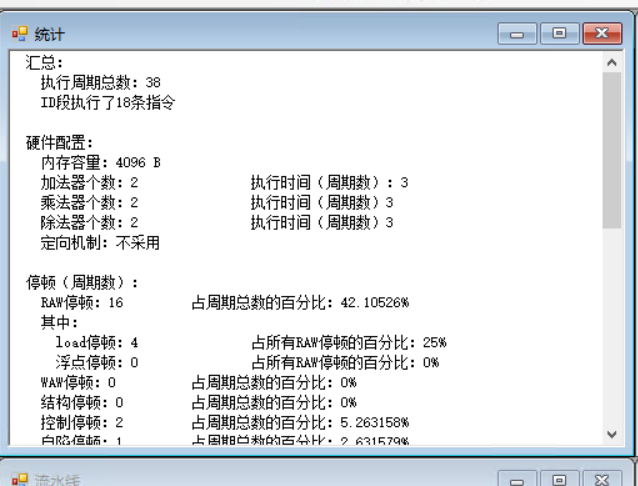 统计
汇总:
执行周期总数: 38
ID段执行了18条指令
硬件配置:
内存容量: 4096 B
加法器个数: 2 执行时间(周期数): 3
乘法器个数: 2 执行时间(周期数) 3
除法器个数: 2 执行时间(周期数) 3
定向机制: 不采用
停顿(周期数):
RAW停顿: 16 占周期总数的百分比: 42.10526%
其中:
load停顿: 4 占所有RAW停顿的百分比: 25%
浮点停顿: 0 占所有RAW停顿的百分比: 0%
WAW停顿: 0 占周期总数的百分比: 0%
结构停顿: 0 占周期总数的百分比: 0%
控制停顿: 2 占周期总数的百分比: 5.263158%
自陷停顿: 1 占周期总数的百分比: 2.631579%
流水线